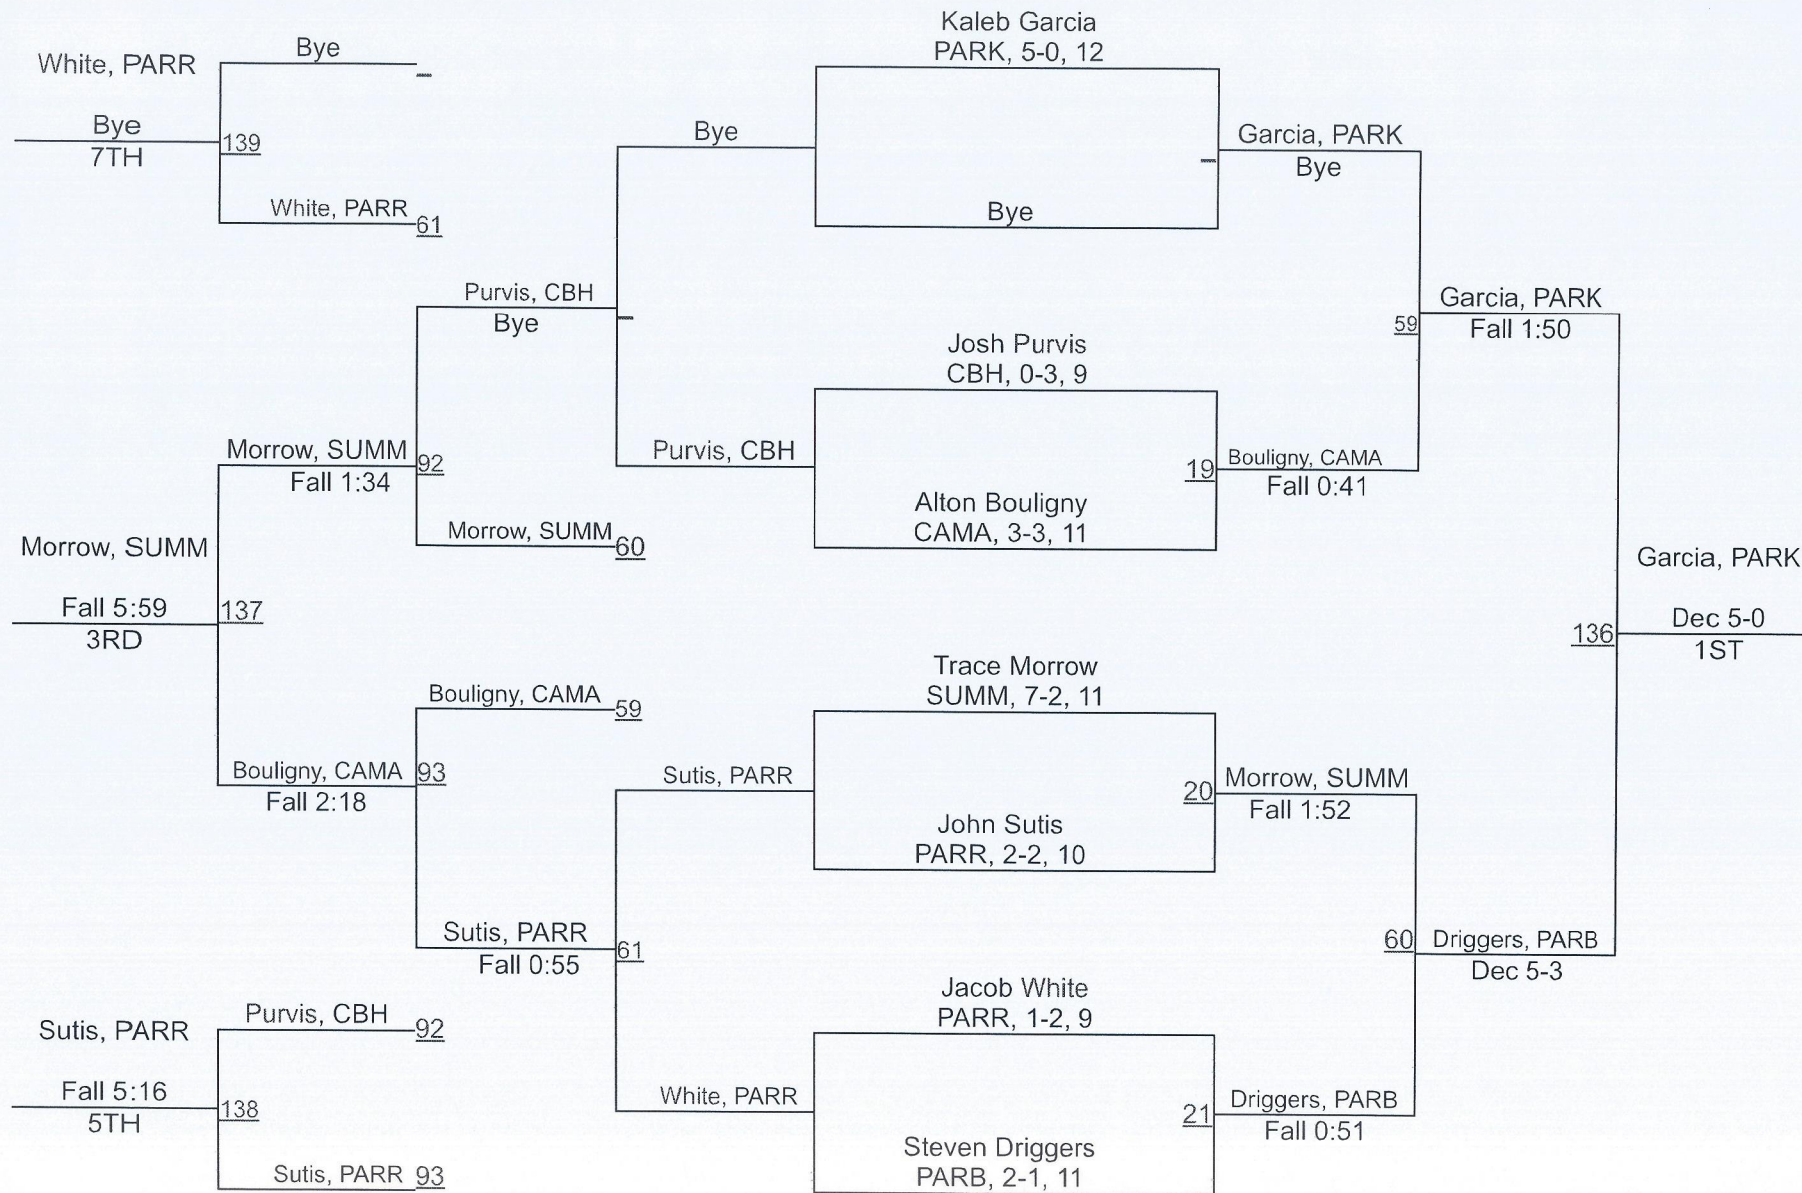 Kaleb Garcia
PARK, 5-0, 12
White, PARR
Bye
Bye
7TH
139
White, PARR
61
Bye
Garcia, PARK
Bye
Bye
Purvis, CBH
Bye
Garcia, PARK
Fall 1:50
59
Josh Purvis
CBH, 0-3, 9
Morrow, SUMM
Fall 1:34
92
Purvis, CBH
19
Bouligny, CAMA
Fall 0:41
Alton Bouligny
CAMA, 3-3, 11
Morrow, SUMM
60
Morrow, SUMM
Fall 5:59
3RD
137
Garcia, PARK
Dec 5-0
1ST
136
Trace Morrow
SUMM, 7-2, 11
Bouligny, CAMA
59
Bouligny, CAMA
Fall 2:18
93
Sutis, PARR
20
Morrow, SUMM
Fall 1:52
John Sutis
PARR, 2-2, 10
Sutis, PARR
Fall 0:55
61
60
Driggers, PARB
Dec 5-3
Jacob White
PARR, 1-2, 9
Sutis, PARR
Purvis, CBH
92
Fall 5:16
5TH
138
White, PARR
21
Driggers, PARB
Fall 0:51
Steven Driggers
PARB, 2-1, 11
Sutis, PARR
93